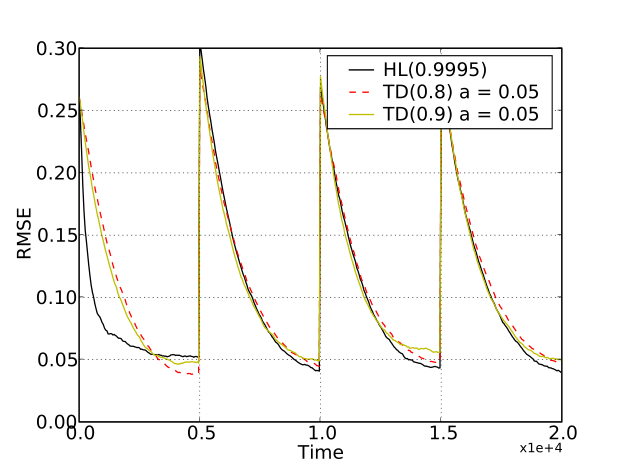 0.30
0.25
0.20
0.15
0.10
0.05
0.00
RMSE
HL(0.9995)
TD(0.8) a = 0.05
TD(0.9) a = 0.05
0.0 0.5 1.0 1.5 2.0
Time
x1e+4